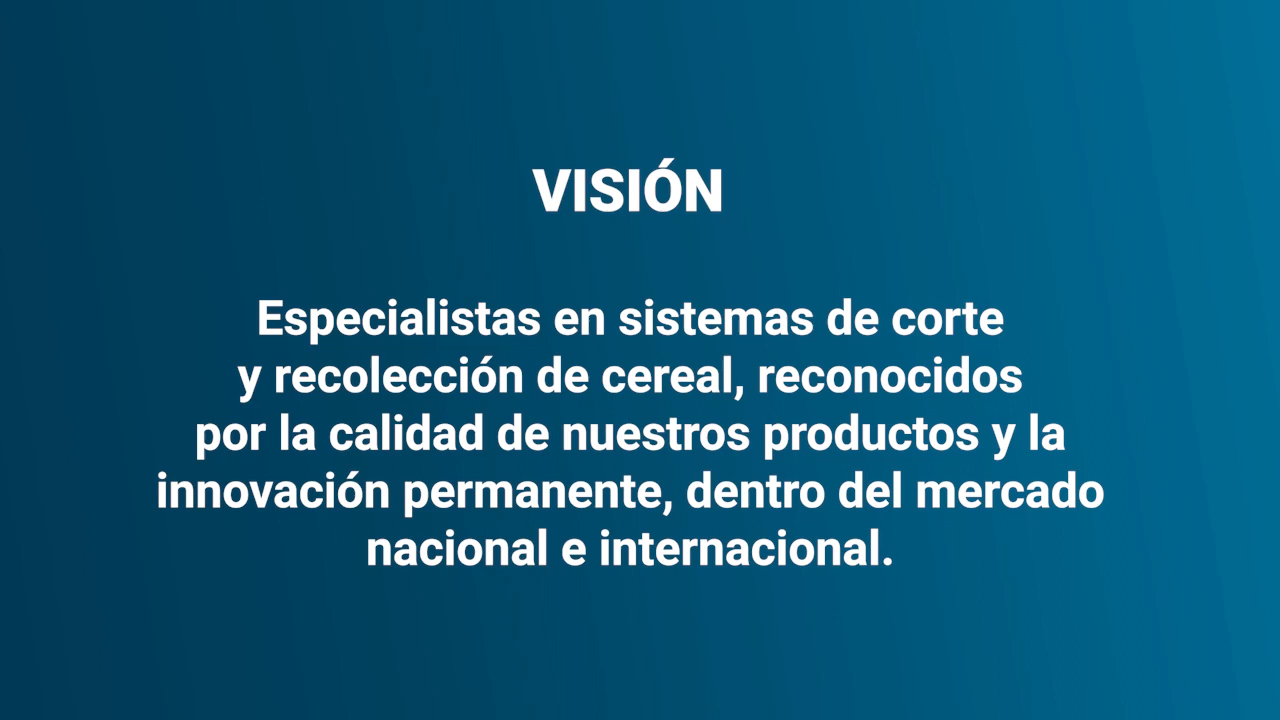 VISIÓN
Especialistas en sistemas de corte
y recolección de cereal, reconocidos
por la calidad de nuestros productos y la
innovación permanente, dentro del mercado
nacional e internacional.